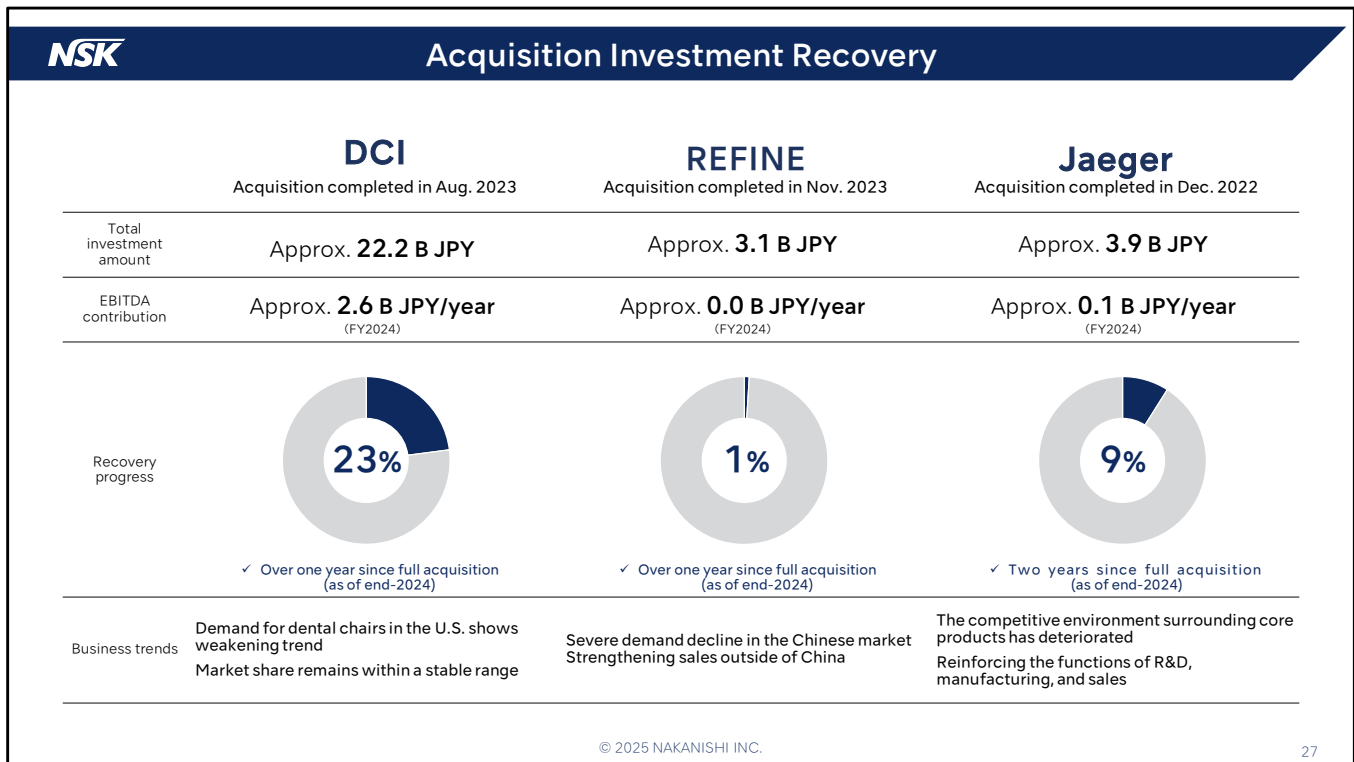 NSK
Acquisition Investment Recovery
DCI
Acquisition completed in Aug. 2023
REFINE
Acquisition completed in Nov. 2023
Jaeger
Acquisition completed in Dec. 2022
Total
investment
amount
Approx. 22.2 B JPY
Approx. 3.1 B JPY
Approx. 3.9 B JPY
EBITDA
contribution
Approx. 2.6 B JPY/year
(FY2024)
Approx. 0.0 B JPY/year
(FY2024)
Approx. 0.1 B JPY/year
(FY2024)
Recovery
progress
23%
1%
9%
✓ Over one year since full acquisition
(as of end-2024)
✓ Over one year since full acquisition
(as of end-2024)
✓ Two years since full acquisition
(as of end-2024)
Business trends
Demand for dental chairs in the U.S. shows
weakening trend
Market share remains within a stable range
Severe demand decline in the Chinese market
Strengthening sales outside of China
The competitive environment surrounding core
products has deteriorated
Reinforcing the functions of R&D,
manufacturing, and sales
© 2025 NAKANISHI INC.
27